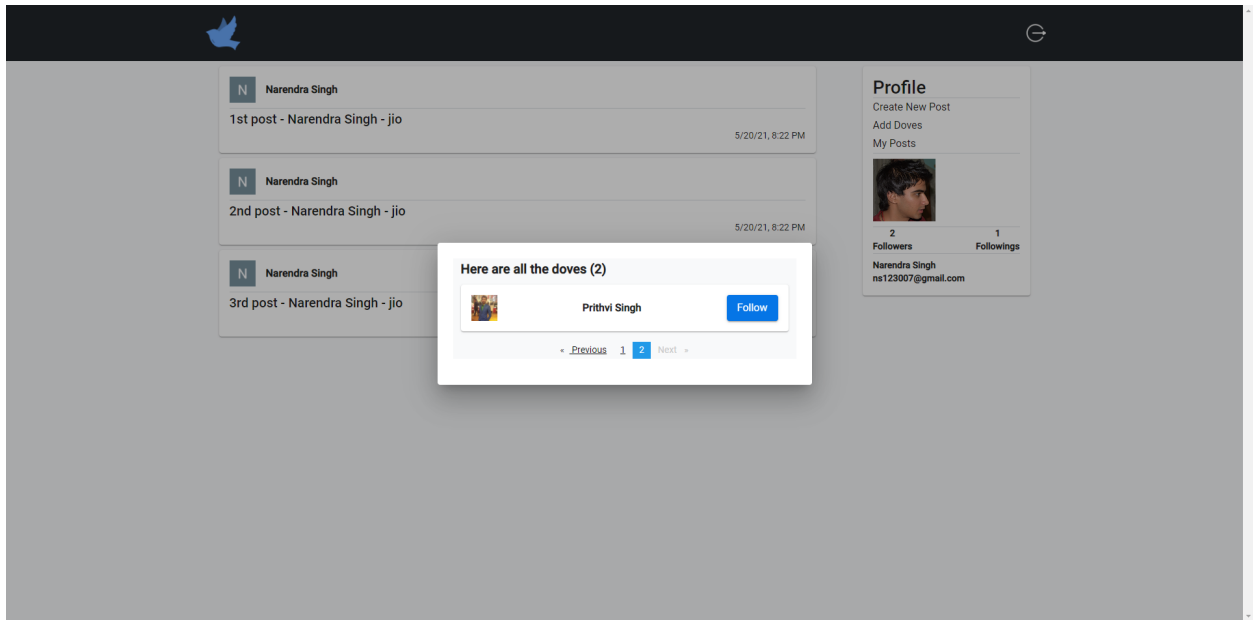 N Narendra Singh
1st post - Narendra Singh - jio
5/20/21, 8:22 PM
N Narendra Singh
2nd post - Narendra Singh - jio
5/20/21, 8:22 PM
N Narendra Singh
3rd post - Narendra Singh - jio
Here are all the doves (2)
Prithvi Singh Follow
« Previous 1 2 Next »
Profile
Create New Post
Add Doves
My Posts
2 1
Followers Followings
Narendra Singh
ns123007@gmail.com